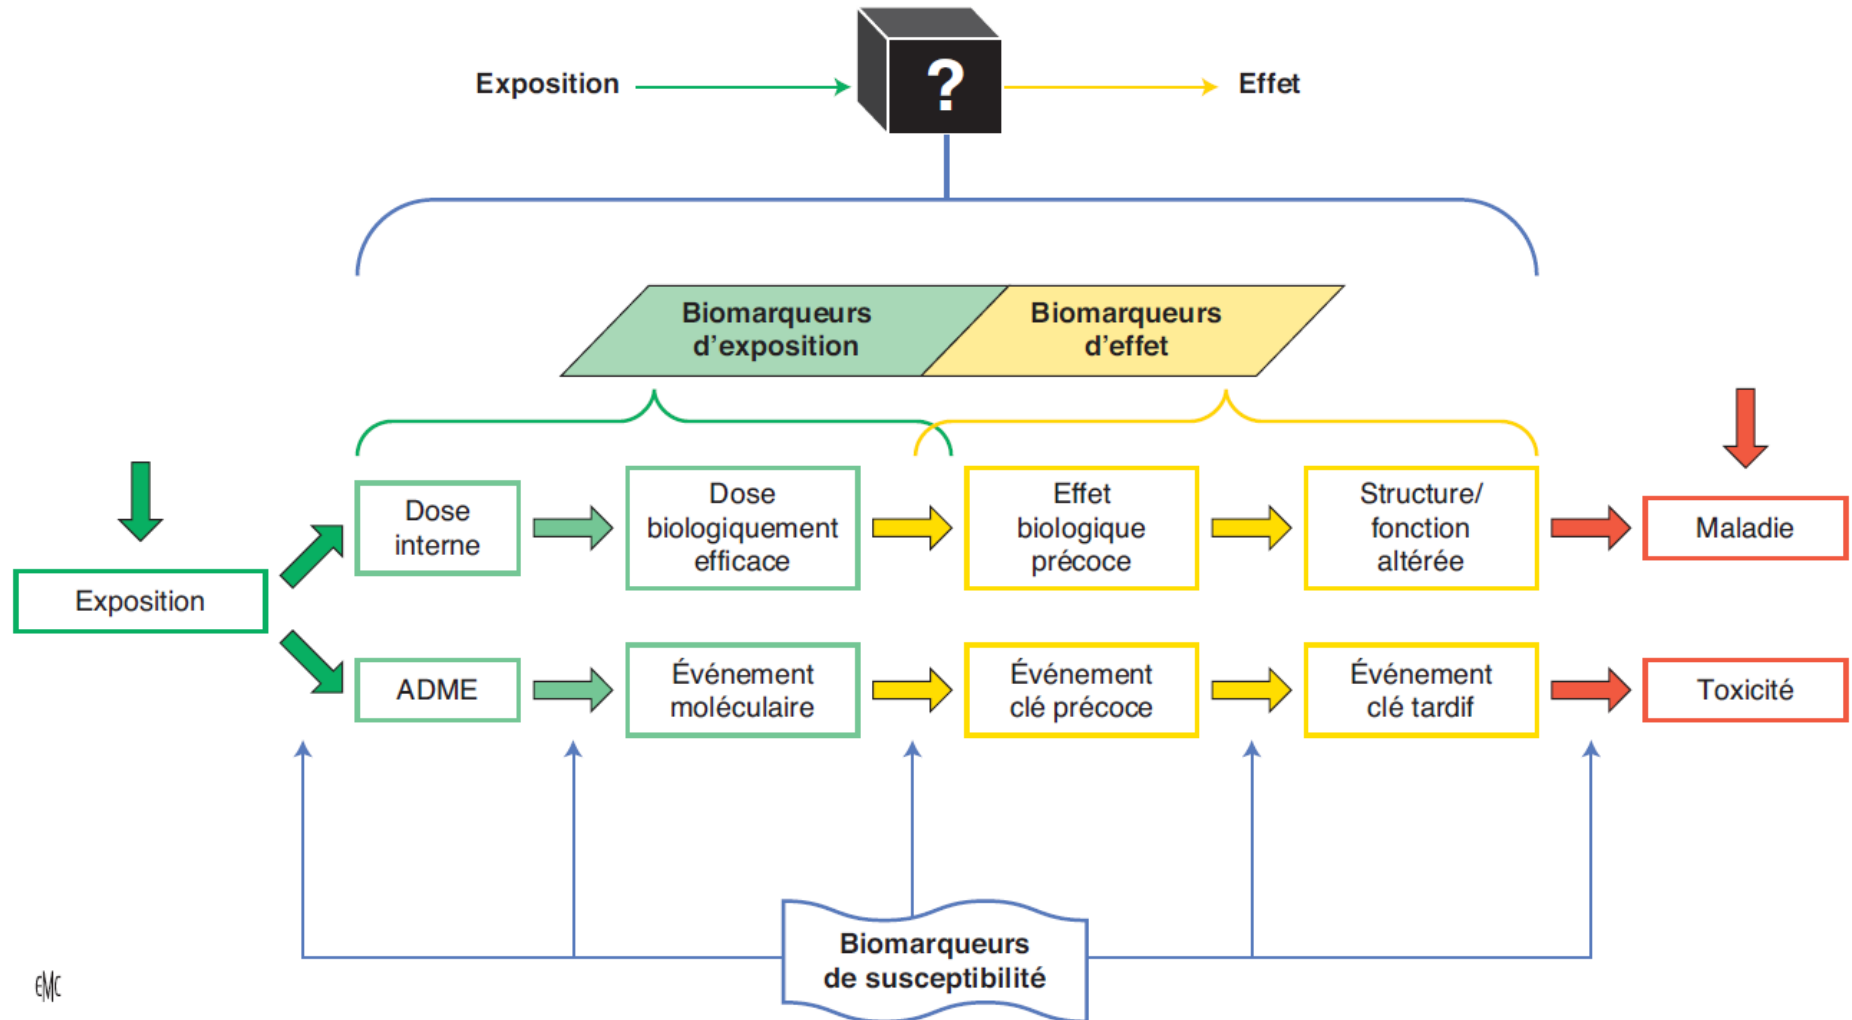 Exposition
?
Effet
Biomarqueurs
d'exposition
Biomarqueurs
d'effet
Exposition
Dose
interne
Dose
biologiquement
efficace
Effet
biologique
précoce
Structure/
fonction
altérée
Maladie
ADME
Événement
moléculaire
Événement
clé précoce
Événement
clé tardif
Toxicité
Biomarqueurs
de susceptibilité
EMC